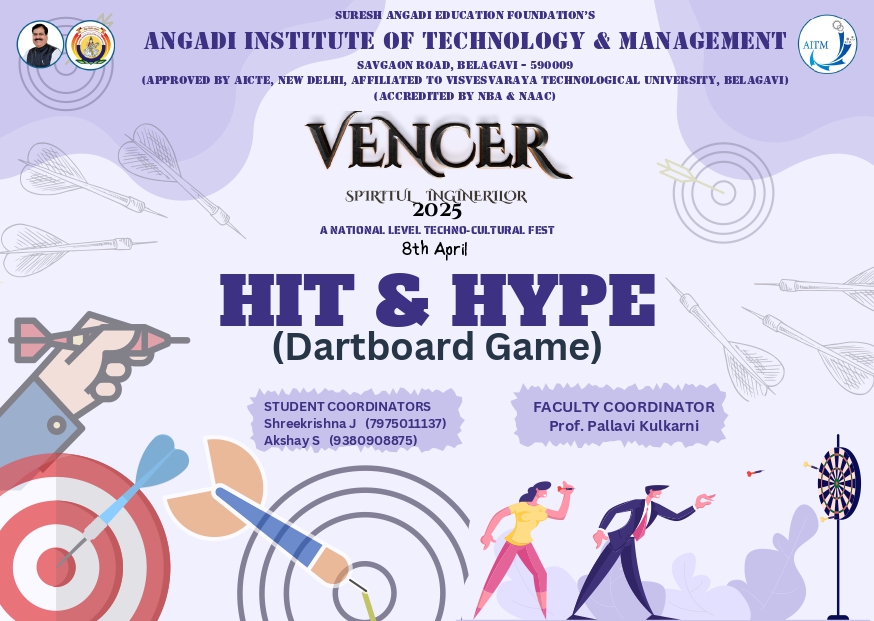 SURESH ANGADI EDUCATION FOUNDATION'S
ANGADI INSTITUTE OF TECHNOLOGY & MANAGEMENT
SAVGAON ROAD, BELAGAVI - 590009
(APPROVED BY AICTE, NEW DELHI, AFFILIATED TO VISVESVARAYA TECHNOLOGICAL UNIVERSITY, BELAGAVI)
(ACCREDITED BY NBA & NAAC)
AITM
VENCER
SPIRITUL INGINERILOR
2025
A NATIONAL LEVEL TECHNO-CULTURAL FEST
8th April
HIT & HYPE
(Dartboard Game)
STUDENT COORDINATORS
Shreekrishna J (7975011137)
Akshay S (9380908875)
FACULTY COORDINATOR
Prof. Pallavi Kulkarni